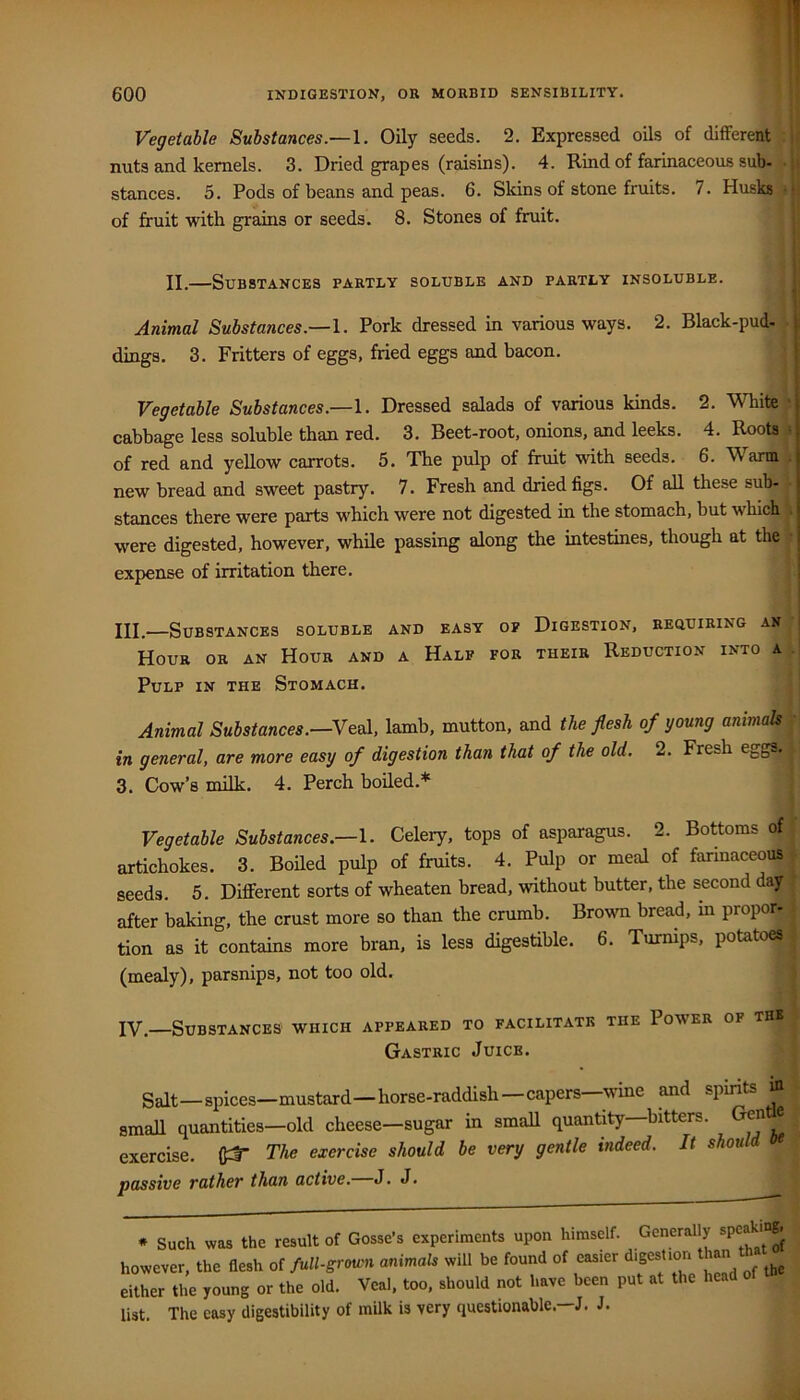 600 INDIGESTION, OR MORBID SENSIBILITY.
Vegetable Substances.—1. Oily seeds. 2. Expressed oils of different
nuts and kernels. 3. Dried grapes (raisins). 4. Rind of farinaceous sub-
stances. 5. Pods of beans and peas. 6. Skins of stone fruits. 7. Husks
of fruit with grains or seeds. 8. Stones of fruit.
II.—SUBSTANCES PARTLY SOLUBLE AND PARTLY INSOLUBLE.
Animal Substances.—1. Pork dressed in various ways. 2. Black-pud-
dings. 3. Fritters of eggs, fried eggs and bacon.
Vegetable Substances.—1. Dressed salads of various kinds. 2. White
cabbage less soluble than red. 3. Beet-root, onions, and leeks. 4. Roots
of red and yellow carrots. 5. The pulp of fruit with seeds. 6. Warm
new bread and sweet pastry. 7. Fresh and dried figs. Of all these sub-
stances there were parts which were not digested in the stomach, but which
were digested, however, while passing along the intestines, though at the
expense of irritation there.
III.—SUBSTANCES SOLUBLE AND EASY OF DIGESTION, REQUIRING AN
HOUR OR AN HOUR AND A HALF FOR THEIR REDUCTION INTO A
PULP IN THE STOMACH.
Animal Substances.—Veal, lamb, mutton, and the flesh of young animals
in general, are more easy of digestion than that of the old. 2. Fresh eggs.
3. Cow's milk. 4. Perch boiled.*
Vegetable Substances.—1. Celery, tops of asparagus. 2. Bottoms of
artichokes. 3. Boiled pulp of fruits. 4. Pulp or meal of farinaceous
seeds. 5. Different sorts of wheaten bread, without butter, the second day
after baking, the crust more so than the crumb. Brown bread, in propor-
tion as it contains more bran, is less digestible. 6. Turnips, potatoes
(mealy), parsnips, not too old.
IV.—SUBSTANCES WHICH APPEARED TO FACILITATE THE POWER OF THE
GASTRIC JUICE.
Salt—spices—mustard—horse-raddish—capers—wine and spirits in
small quantities—old cheese—sugar in small quantity—bitters. Gentle
exercise. ☞ The exercise should be very gentle indeed. It should be
passive rather than active.—J. J.
* Such was the result of Gosse's experiments upon himself. Generally speaking,
however, the flesh of full-grown animals will be found of easier digestion than that of
either the young or the old. Veal, too, should not have been put at the head of the
list. The easy digestibility of milk is very questionable.—J. J.